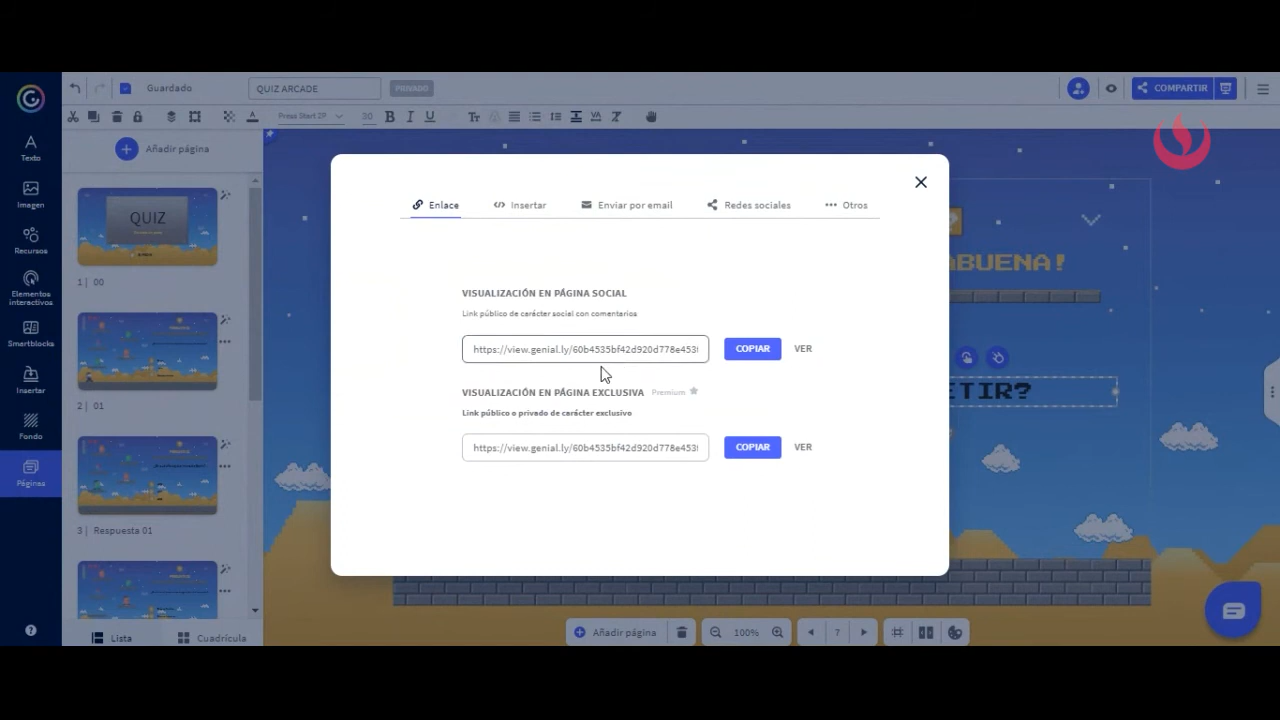 Guardado
QUIZ ARCADE
PRIVADO
COMPARTIR
Press Start 2P
30
B I U
Texto
Imagen
Recursos
Elementos
interactivos
Smartblocks
Insertar
Fondo
Páginas
Añadir página
QUIZ
1 | 00
2 | 01
3 | Respuesta 01
Lista
Cuadrícula
Enlace
Insertar
Enviar por email
Redes sociales
Otros
VISUALIZACIÓN EN PÁGINA SOCIAL
Link público de carácter social con comentarios
https://view.genial.ly/60b4535bf42d920d778e453
COPIAR
VER
VISUALIZACIÓN EN PÁGINA EXCLUSIVA Premium
Link público o privado de carácter exclusivo
https://view.genial.ly/60b4535bf42d920d778e453
COPIAR
VER
BUENA!
ETIR?
Añadir página
100%
7